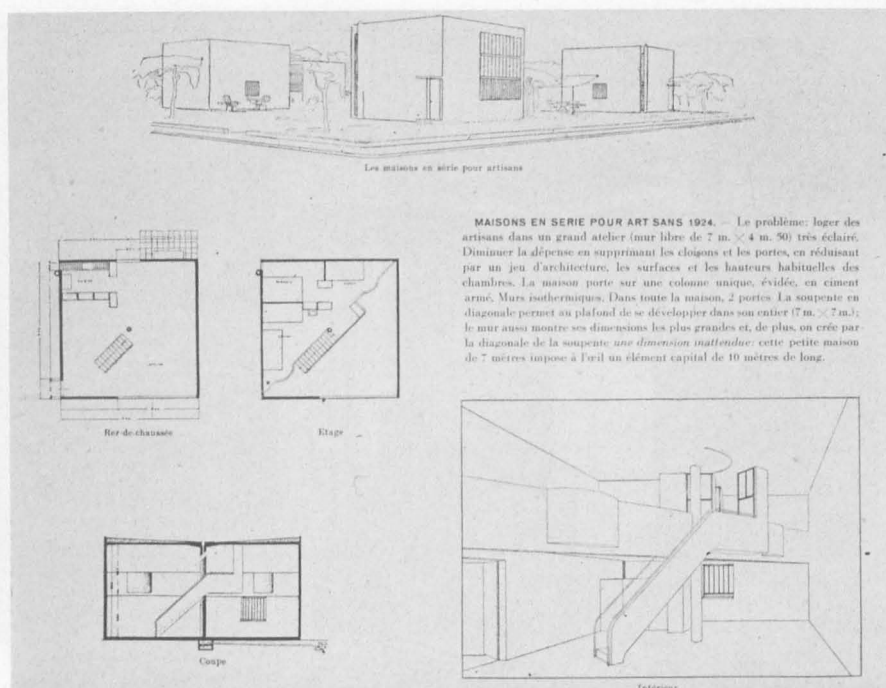 Les maisons en série pour artisans
MAISONS EN SERIE POUR ART SANS 1924. — Le problème: loger des
artisans dans un grand atelier (mur libre de 7 m. × 4 m. 50) très éclairé.
Diminuer la dépense en supprimant les cloisons et les portes, en réduisant
par un jeu d'architecture, les surfaces et les hauteurs habituelles des
chambres. La maison porte sur une colonne unique, évidée, en ciment
armé. Murs isothermiques. Dans toute la maison, 2 portes. La soupente en
diagonale permet au plafond de se développer dans son entier (7 m. × 7 m.);
le mur aussi montre ses dimensions les plus grandes et, de plus, on crée par
la diagonale de la soupente une dimension inattendue: cette petite maison
de 7 mètres impose à l'œil un élément capital de 10 mètres de long.
Rez-de-chaussée
Etage
Coupe
Intérieur